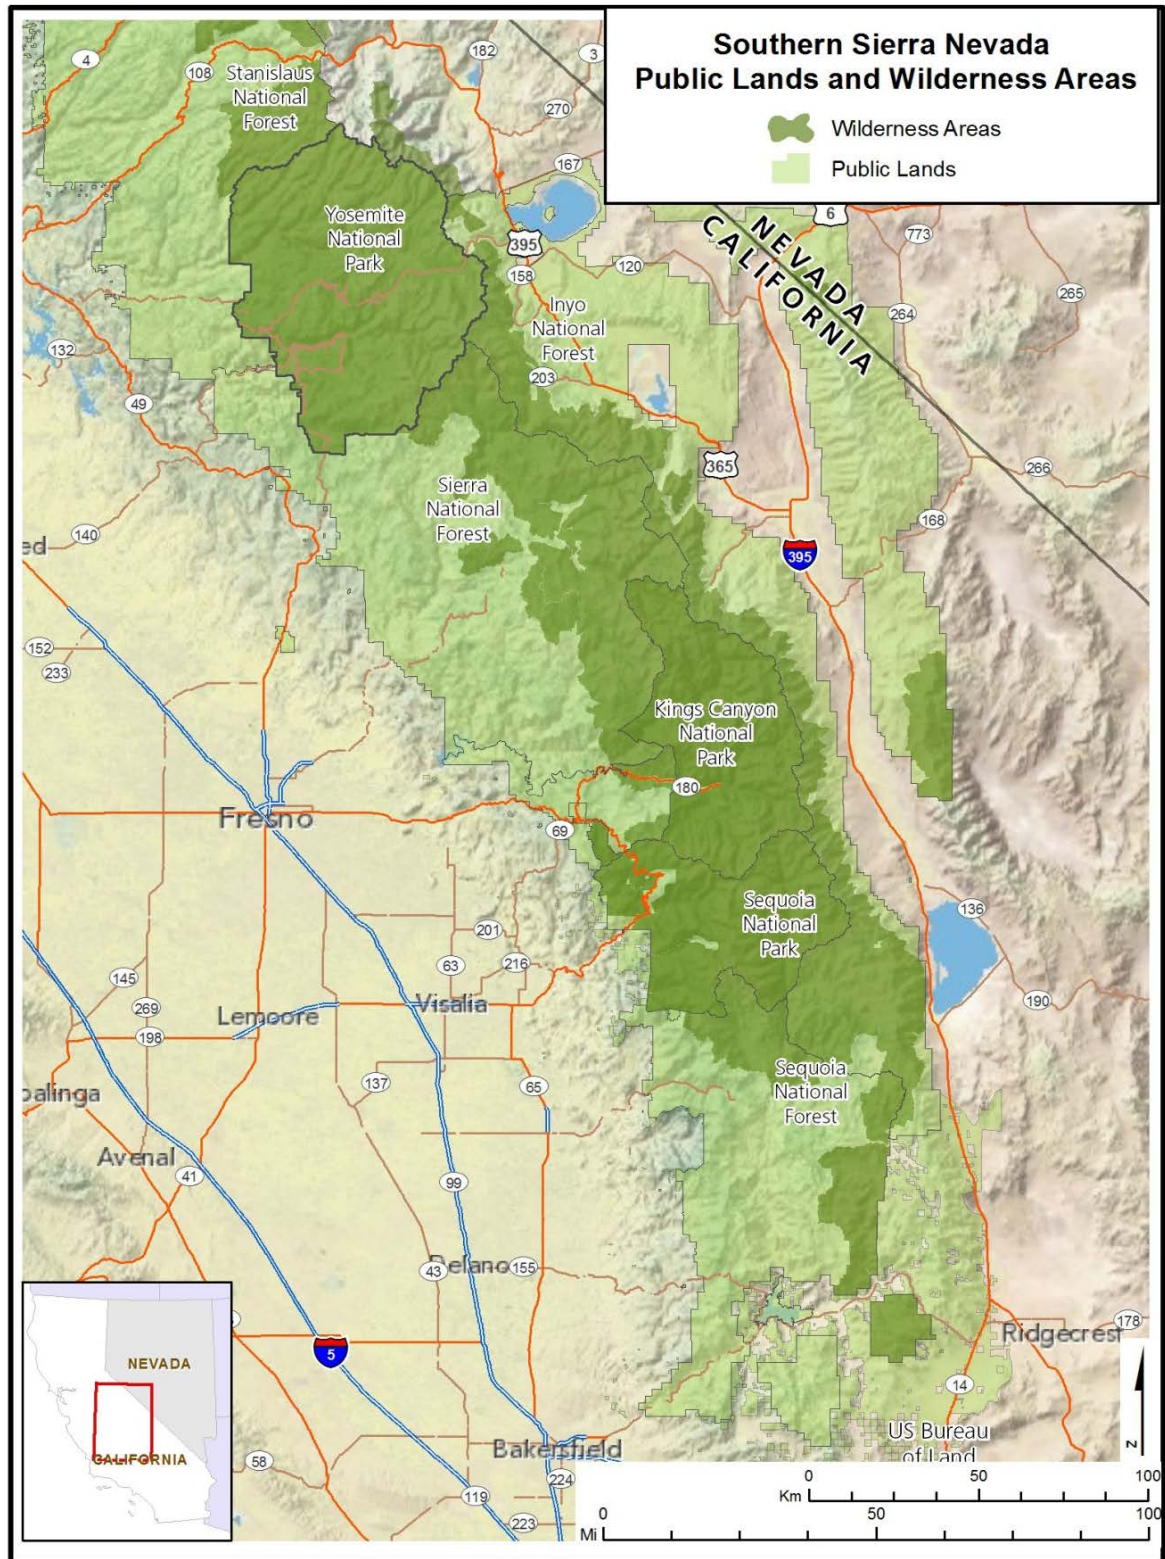 Southern Sierra Nevada
Public Lands and Wilderness Areas
Wilderness Areas
Public Lands
4
108
182
3
270
167
Stanislaus
National
Forest
Yosemite
National
Park
395
158
120
6
773
264
265
NEVADA
CALIFORNIA
Inyo
National
Forest
203
132
49
365
266
Sierra
National
Forest
168
140
ed
395
152
233
Kings Canyon
National
Park
180
Fresno
69
Sequoia
National
Park
136
201
63
216
145
269
190
Lemoore
Visalia
198
Sequoia
National
Forest
137
65
oalinga
Avenal
41
99
43
Delano
155
178
Ridgecrest
5
14
NEVADA
CALIFORNIA
US Bureau
of Land
N
Bakersfield
58
224
119
223
0
50
100
Km
Mi
0
50
100